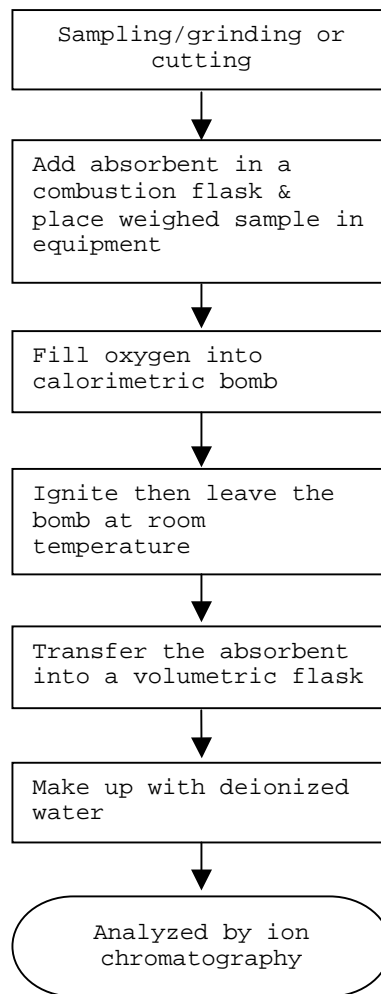 Sampling/grinding or
cutting
Add absorbent in a
combustion flask &
place weighed sample in
equipment
Fill oxygen into
calorimetric bomb
Ignite then leave the
bomb at room
temperature
Transfer the absorbent
into a volumetric flask
Make up with deionized
water
Analyzed by ion
chromatography